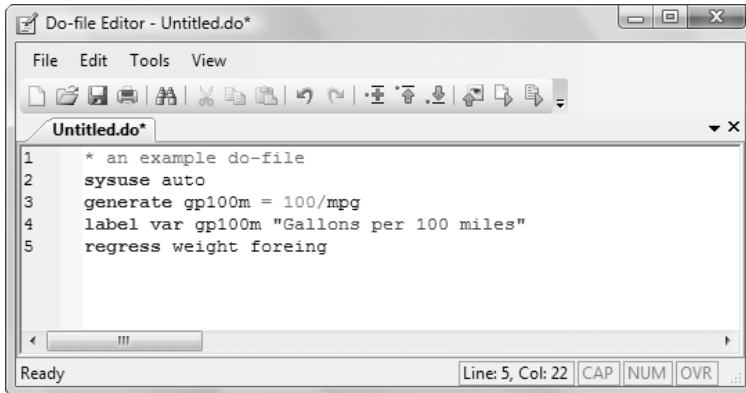 Do-file Editor - Untitled.do*
File Edit Tools View
Untitled.do*
1 * an example do-file
2 sysuse auto
3 generate gp100m = 100/mpg
4 label var gp100m "Gallons per 100 miles"
5 regress weight foreing
Ready Line: 5, Col: 22 CAP NUM OVR